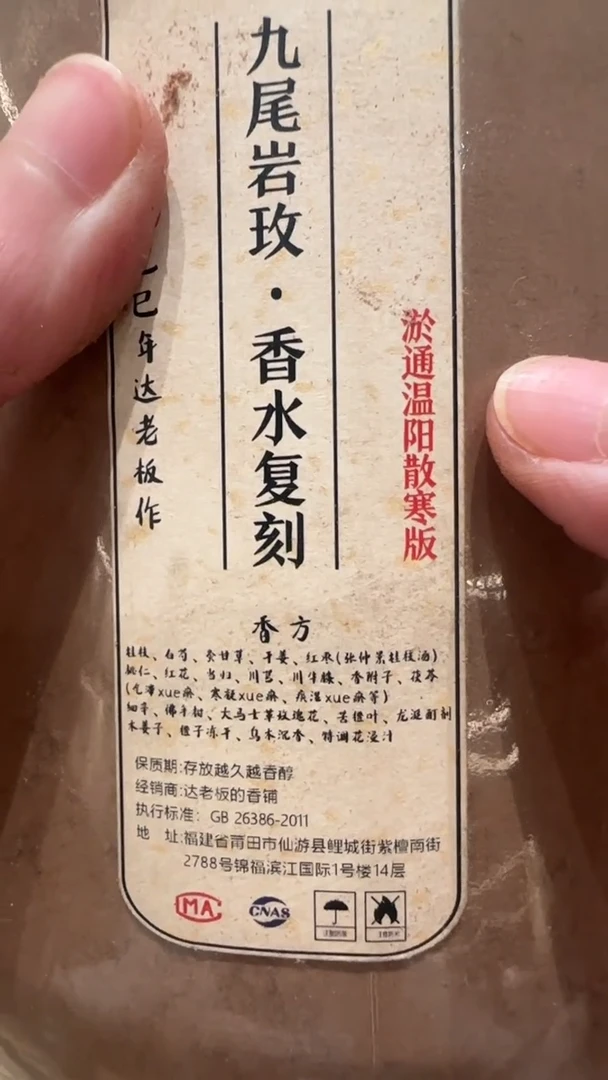 九尾岩玫·香水复刻
淤通温阳散寒版
巳年达老板作
香方
桂枝、白芍、炙甘草、干姜、红枣(张仲景桂枝汤)
桃仁、红花、当归、川芎、川牛膝、香附子、茯苓
(气滞xue瘀、寒凝xue瘀、痰湿xue瘀等)
细辛、佛手柑、大马士革玫瑰花、苦橙叶、龙涎酊剂
木姜子、橙子冻干、乌木沉香、特调花浸汁
保质期:存放越久越香醇
经销商:达老板的香铺
执行标准: GB 26386-2011
地 址:福建省莆田市仙游县鲤城街紫檀南街
2788号锦福滨江国际1号楼14层
MA
CNAS